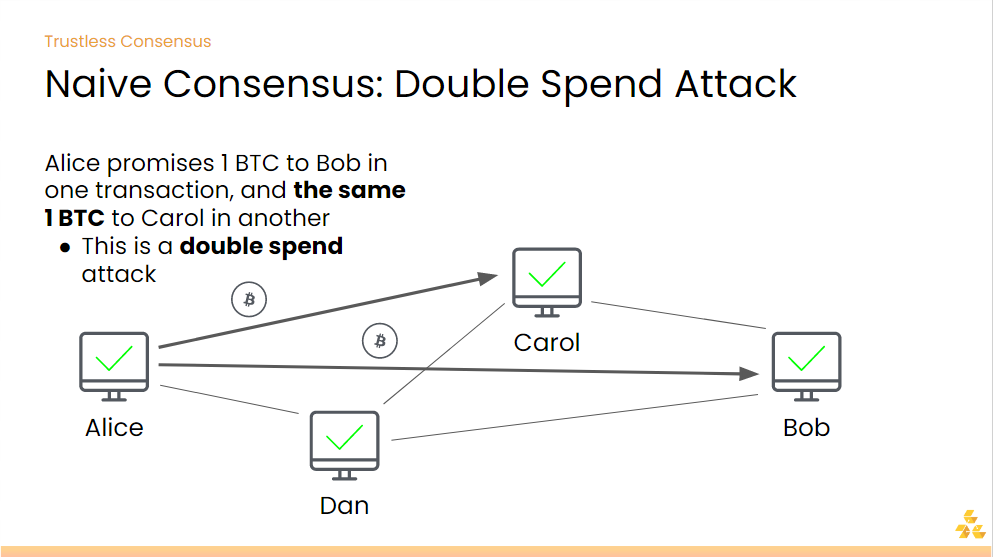 Trustless Consensus
Naive Consensus: Double Spend Attack
Alice promises 1 BTC to Bob in
one transaction, and the same
1 BTC to Carol in another
● This is a double spend
attack
Carol
Alice
Bob
Dan